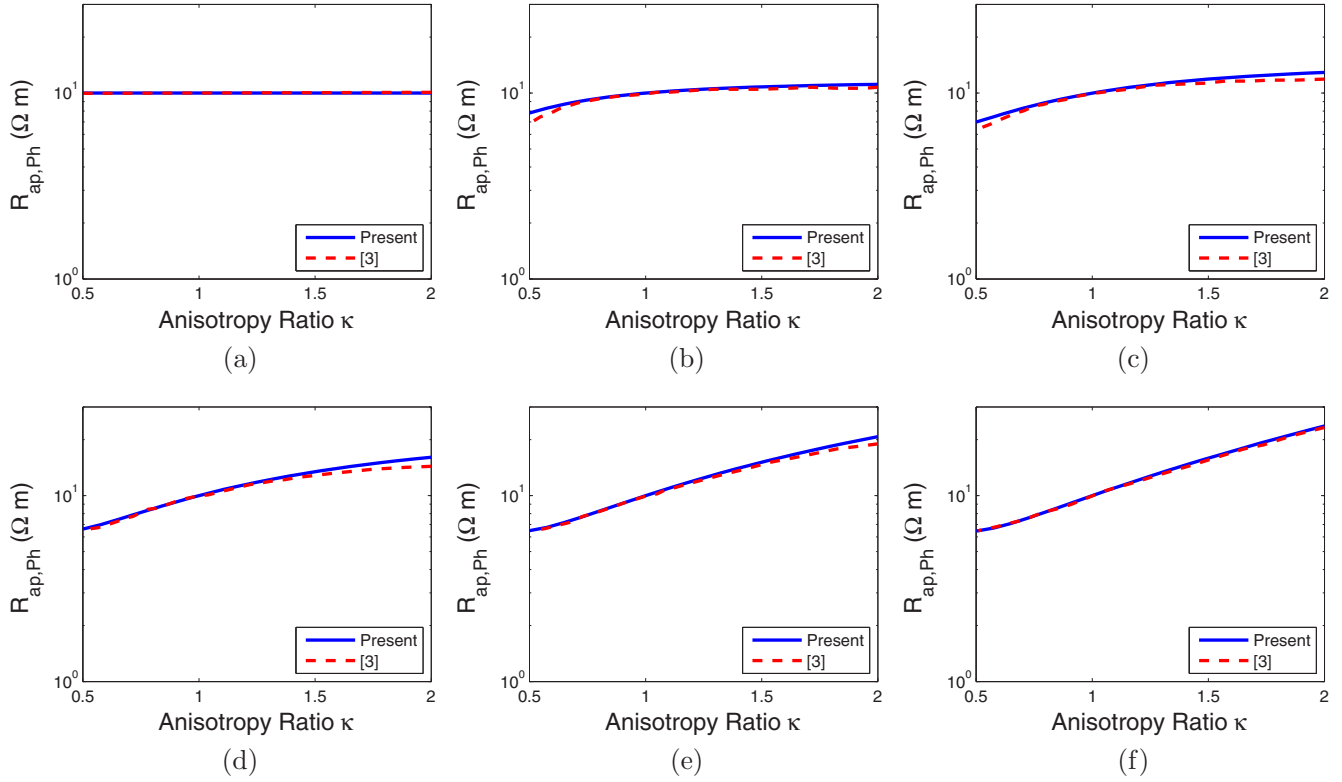 R_ap,Ph (Ω m)
10^1
10^0
Present
[3]
0.5 1 1.5 2
Anisotropy Ratio κ
(a)
R_ap,Ph (Ω m)
10^1
10^0
Present
[3]
0.5 1 1.5 2
Anisotropy Ratio κ
(b)
R_ap,Ph (Ω m)
10^1
10^0
Present
[3]
0.5 1 1.5 2
Anisotropy Ratio κ
(c)
R_ap,Ph (Ω m)
10^1
10^0
Present
[3]
0.5 1 1.5 2
Anisotropy Ratio κ
(d)
R_ap,Ph (Ω m)
10^1
10^0
Present
[3]
0.5 1 1.5 2
Anisotropy Ratio κ
(e)
R_ap,Ph (Ω m)
10^1
10^0
Present
[3]
0.5 1 1.5 2
Anisotropy Ratio κ
(f)